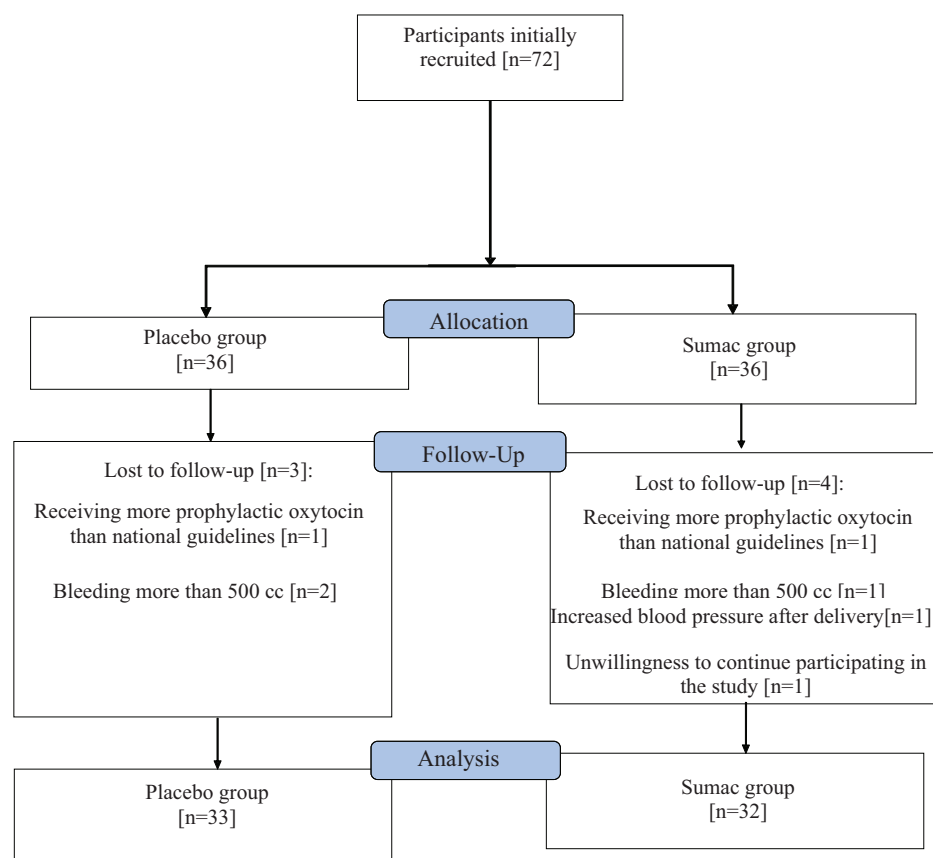 Participants initially
recruited [n=72]
Allocation
Placebo group
[n=36]
Sumac group
[n=36]
Follow-Up
Lost to follow-up [n=3]:
Receiving more prophylactic oxytocin
than national guidelines [n=1]
Bleeding more than 500 cc [n=2]
Lost to follow-up [n=4]:
Receiving more prophylactic oxytocin
than national guidelines [n=1]
Bleeding more than 500 cc [n=1]
Increased blood pressure after delivery[n=1]
Unwillingness to continue participating in
the study [n=1]
Analysis
Placebo group
[n=33]
Sumac group
[n=32]